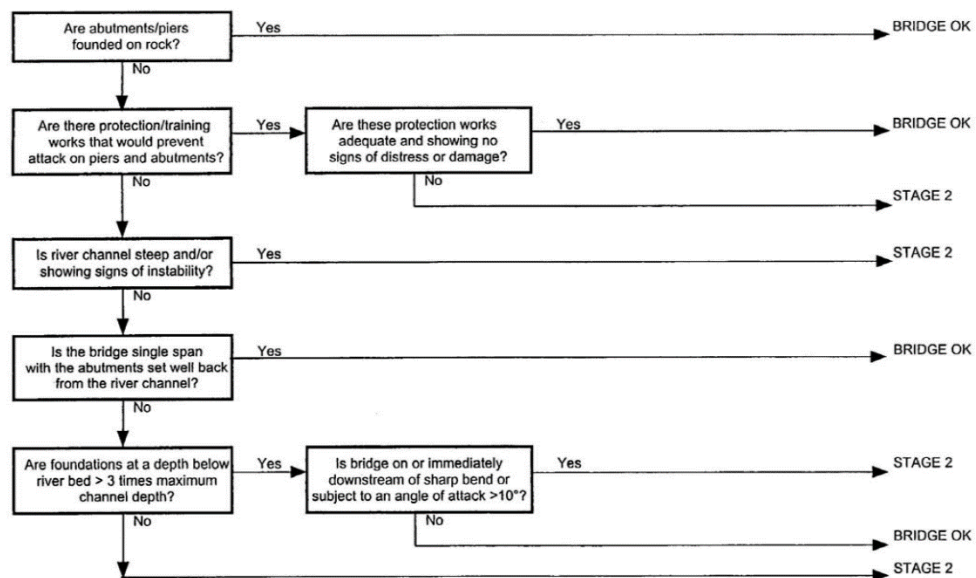 Are abutments/piers
founded on rock?
Yes
BRIDGE OK
No
Are there protection/training
works that would prevent
attack on piers and abutments?
Yes
Are these protection works
adequate and showing no
signs of distress or damage?
Yes
BRIDGE OK
No
No
STAGE 2
Is river channel steep and/or
showing signs of instability?
Yes
STAGE 2
No
Is the bridge single span
with the abutments set well back
from the river channel?
Yes
BRIDGE OK
No
Are foundations at a depth below
river bed > 3 times maximum
channel depth?
Yes
Is bridge on or immediately
downstream of sharp bend or
subject to an angle of attack >10°?
Yes
STAGE 2
No
No
BRIDGE OK
STAGE 2